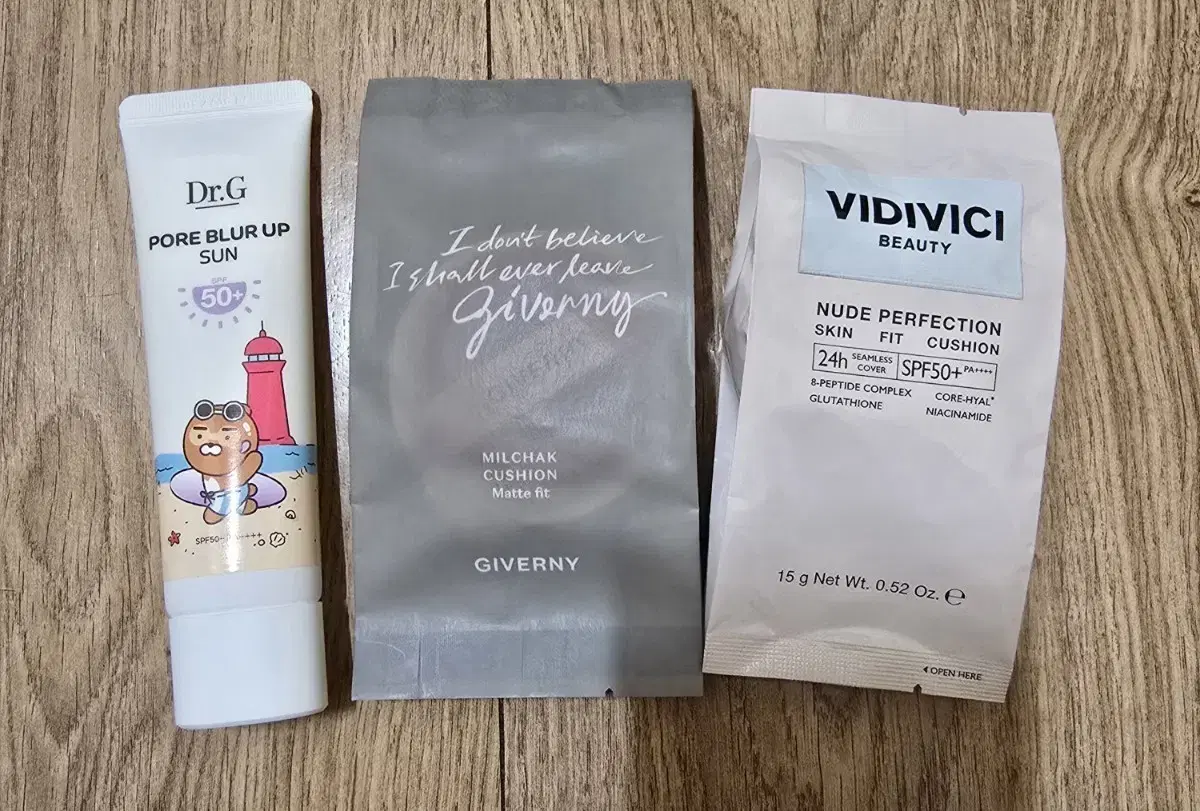 Dr.G
PORE BLUR UP
SUN
SPF
50+
SPF50+
I don't believe
I shall ever leave
Giverny
MILCHAK
CUSHION
Matte fit
GIVERNY
VIDIVICI
BEAUTY
NUDE PERFECTION
SKIN FIT CUSHION
24h SEAMLESS COVER SPF50+ PA++++
8-PEPTIDE COMPLEX CORE-HYAL*
GLUTATHIONE NIACINAMIDE
15 g Net Wt. 0.52 Oz. ℮
OPEN HERE